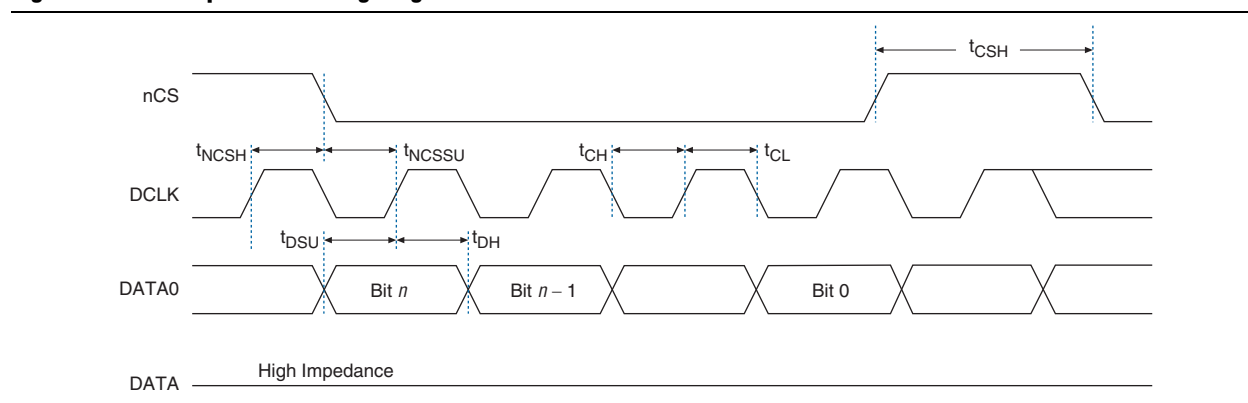 tCSH
nCS
tNCSH
tNCSSU
tCH
tCL
DCLK
tDSU
tDH
DATA0
Bit n
Bit n – 1
Bit 0
High Impedance
DATA